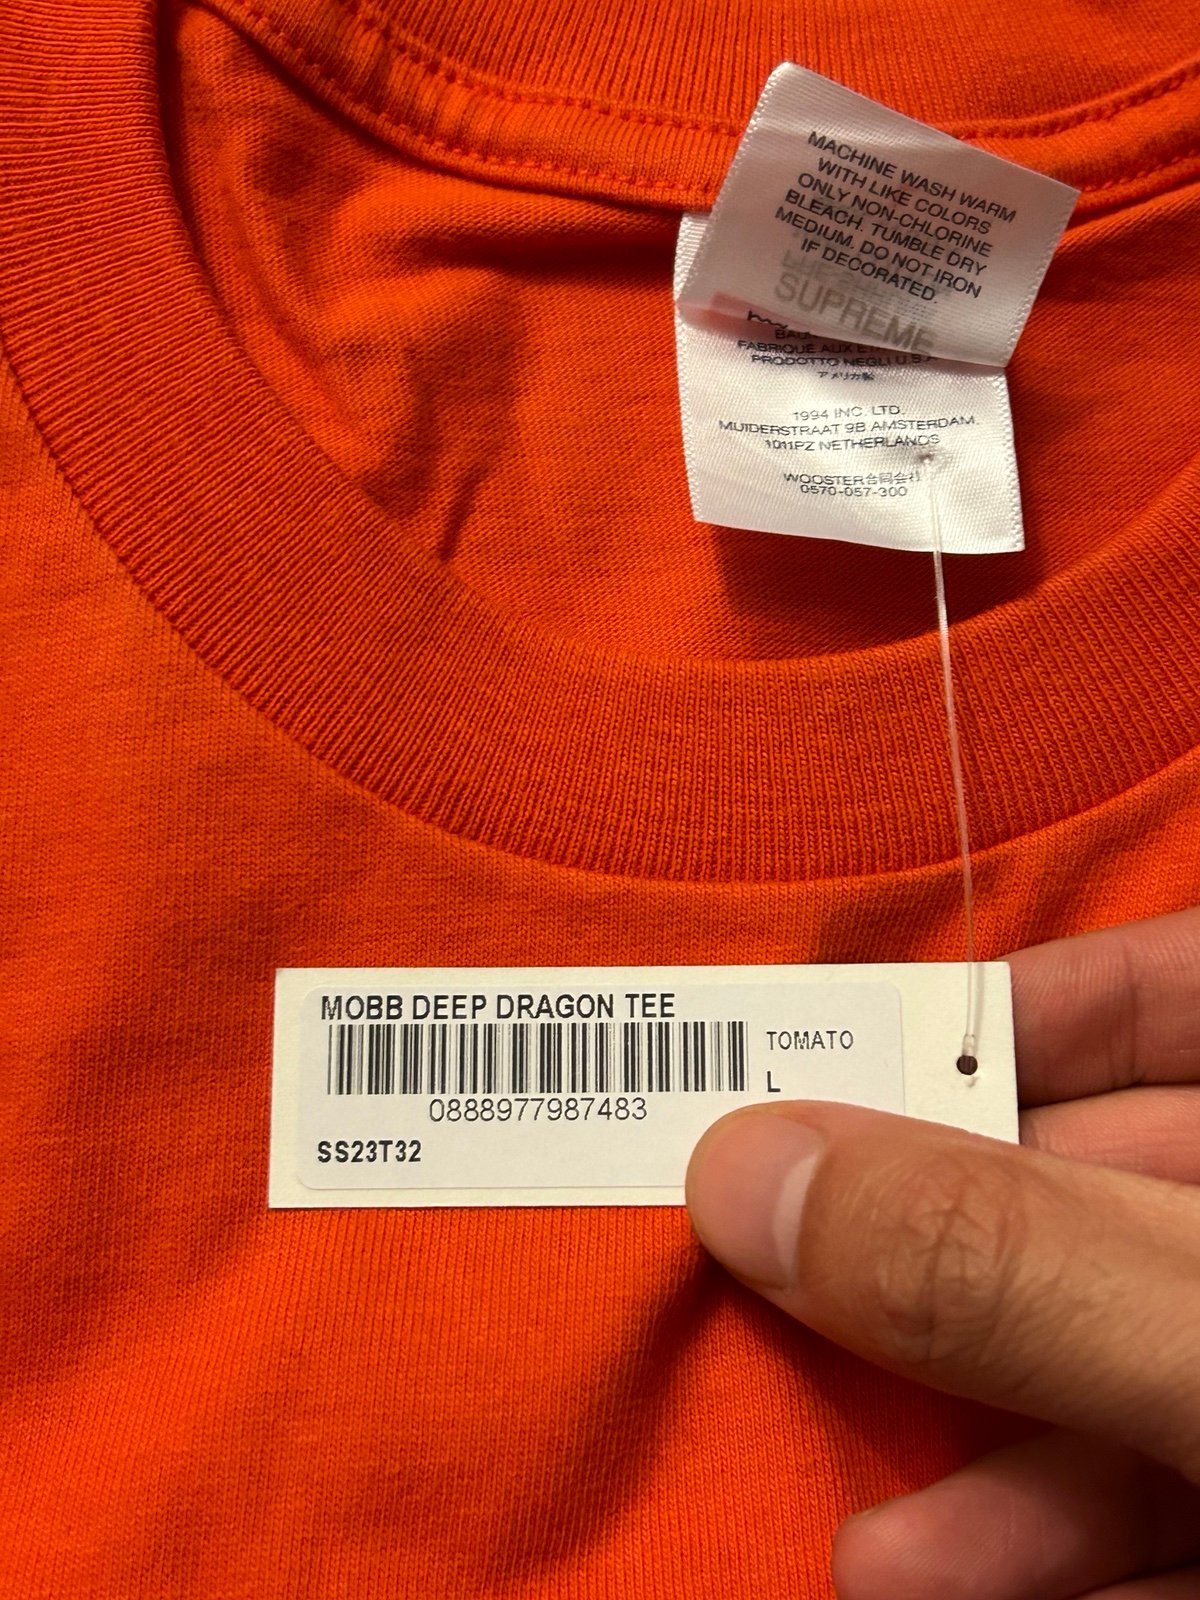 MACHINE WASH WARM
WITH LIKE COLORS
ONLY NON-CHLORINE
BLEACH. TUMBLE DRY
MEDIUM. DO NOT IRON
IF DECORATED.
SUPREME
FABRIQUE AUX
PRODOTTO NEGLI U.S.A
アメリカ製
1994 INC. LTD.
MUIDERSTRAAT 9B AMSTERDAM
1011PZ NETHERLANDS
WOOSTER合同会社
0570-057-300
MOBB DEEP DRAGON TEE
TOMATO
L
0888977987483
SS23T32